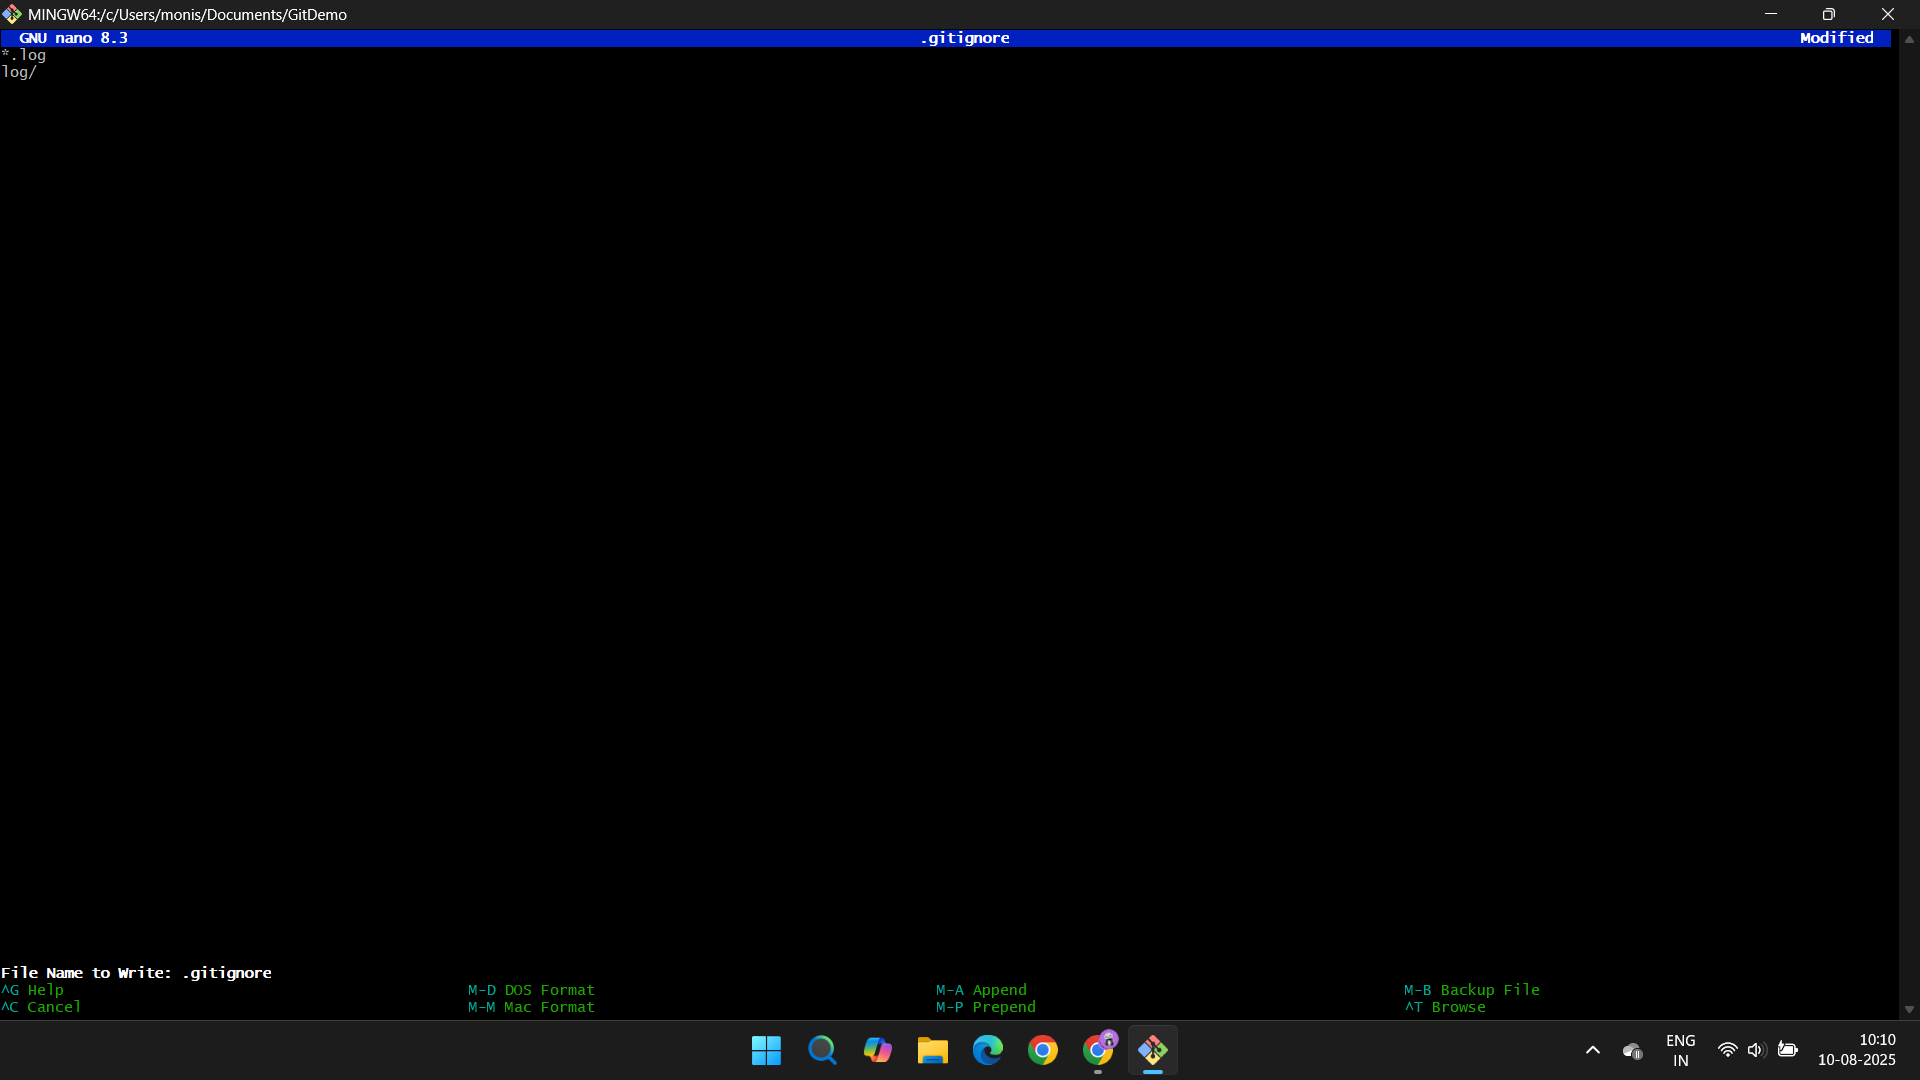 MINGW64:/c/Users/monis/Documents/GitDemo
GNU nano 8.3 .gitignore Modified
*.log
log/
File Name to Write: .gitignore
^G Help M-D DOS Format M-A Append M-B Backup File
^C Cancel M-M Mac Format M-P Prepend ^T Browse
ENG 10:10
IN 10-08-2025